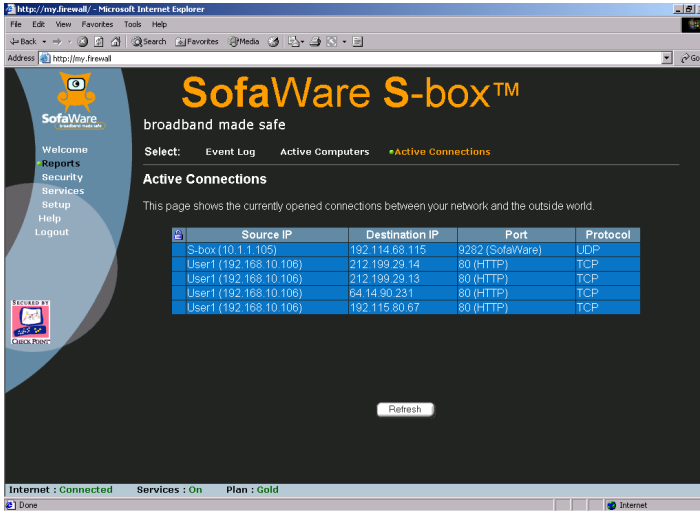 http://my.firewall/ - Microsoft Internet Explorer
File Edit View Favorites Tools Help
Back Search Favorites Media
Address http://my.firewall Go
SofaWare S-box™
SofaWare
broadband made safe
broadband made safe
Select: Event Log Active Computers Active Connections
Welcome
Reports
Security
Services
Setup
Help
Logout
Active Connections
This page shows the currently opened connections between your network and the outside world.
Source IP Destination IP Port Protocol
S-box (10.1.1.105) 192.114.68.115 9282 (SofaWare) UDP
User1 (192.168.10.106) 212.199.29.14 80 (HTTP) TCP
User1 (192.168.10.106) 212.199.29.13 80 (HTTP) TCP
User1 (192.168.10.106) 64.14.90.231 80 (HTTP) TCP
User1 (192.168.10.106) 192.115.80.67 80 (HTTP) TCP
SECURED BY
CHECK POINT
Refresh
Internet : Connected Services : On Plan : Gold
Done Internet